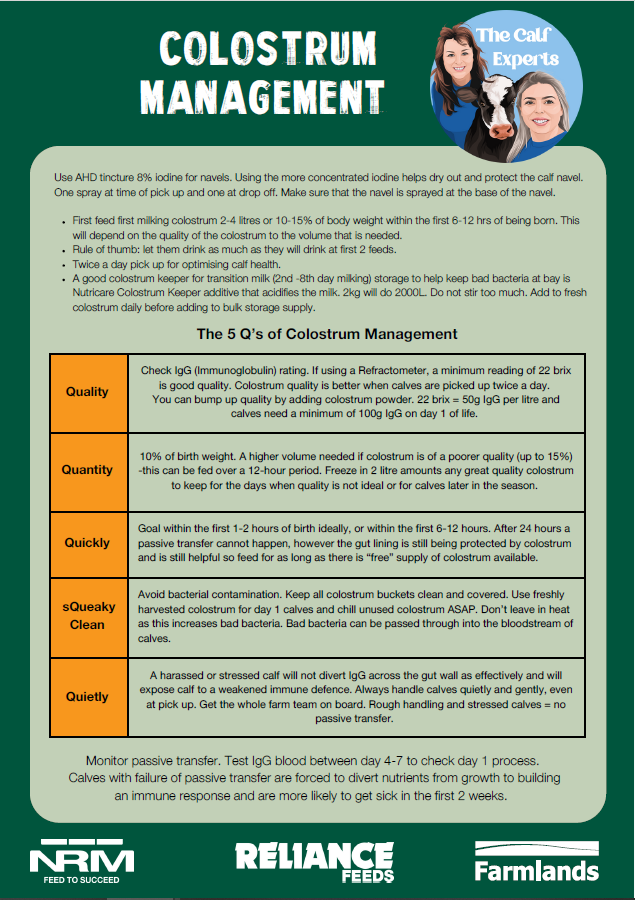 COLOSTRUM
MANAGEMENT
The Calf
Experts
Use AHD tincture 8% iodine for navels. Using the more concentrated iodine helps dry out and protect the calf navel.
One spray at time of pick up and one at drop off. Make sure that the navel is sprayed at the base of the navel.
• First feed first milking colostrum 2-4 litres or 10-15% of body weight within the first 6-12 hrs of being born. This
will depend on the quality of the colostrum to the volume that is needed.
• Rule of thumb: let them drink as much as they will drink at first 2 feeds.
• Twice a day pick up for optimising calf health.
• A good colostrum keeper for transition milk (2nd -8th day milking) storage to help keep bad bacteria at bay is
Nutricare Colostrum Keeper additive that acidifies the milk. 2kg will do 2000L. Do not stir too much. Add to fresh
colostrum daily before adding to bulk storage supply.
The 5 Q's of Colostrum Management
Quality
Check IgG (Immunoglobulin) rating. If using a Refractometer, a minimum reading of 22 brix
is good quality. Colostrum quality is better when calves are picked up twice a day.
You can bump up quality by adding colostrum powder. 22 brix = 50g IgG per litre and
calves need a minimum of 100g IgG on day 1 of life.
Quantity
10% of birth weight. A higher volume needed if colostrum is of a poorer quality (up to 15%)
-this can be fed over a 12-hour period. Freeze in 2 litre amounts any great quality colostrum
to keep for the days when quality is not ideal or for calves later in the season.
Quickly
Goal within the first 1-2 hours of birth ideally, or within the first 6-12 hours. After 24 hours a
passive transfer cannot happen, however the gut lining is still being protected by colostrum
and is still helpful so feed for as long as there is "free" supply of colostrum available.
sQueaky
Clean
Avoid bacterial contamination. Keep all colostrum buckets clean and covered. Use freshly
harvested colostrum for day 1 calves and chill unused colostrum ASAP. Don't leave in heat
as this increases bad bacteria. Bad bacteria can be passed through into the bloodstream of
calves.
Quietly
A harassed or stressed calf will not divert IgG across the gut wall as effectively and will
expose calf to a weakened immune defence. Always handle calves quietly and gently, even
at pick up. Get the whole farm team on board. Rough handling and stressed calves = no
passive transfer.
Monitor passive transfer. Test IgG blood between day 4-7 to check day 1 process.
Calves with failure of passive transfer are forced to divert nutrients from growth to building
an immune response and are more likely to get sick in the first 2 weeks.
NRM
FEED TO SUCCEED
RELIANCE
FEEDS
Farmlands